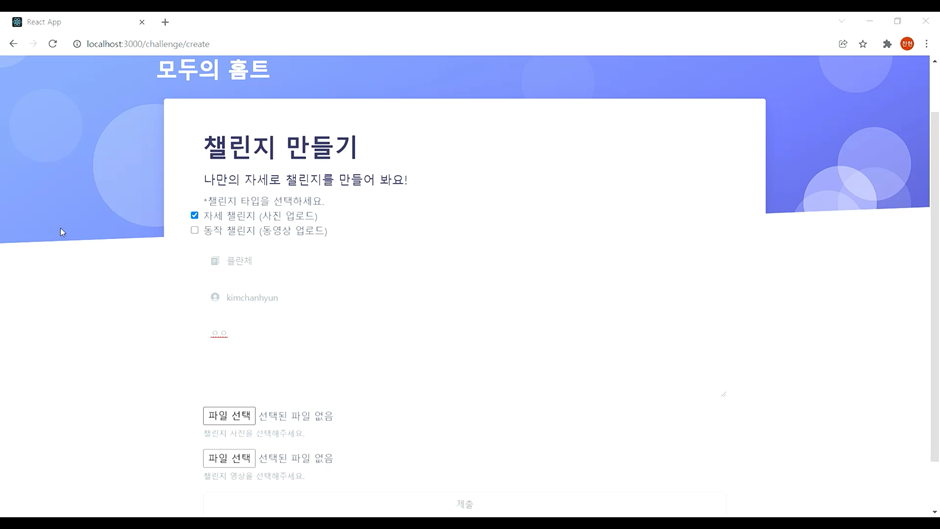 React App
localhost:3000/challenge/create
찬현
모두의 홈트
챌린지 만들기
나만의 자세로 챌린지를 만들어 봐요!
*챌린지 타입을 선택하세요.
자세 챌린지 (사진 업로드)
동작 챌린지 (동영상 업로드)
플란체
kimchanhyun
ㅇㅇ
파일 선택 선택된 파일 없음
챌린지 사진을 선택해주세요.
파일 선택 선택된 파일 없음
챌린지 영상을 선택해주세요.
제출